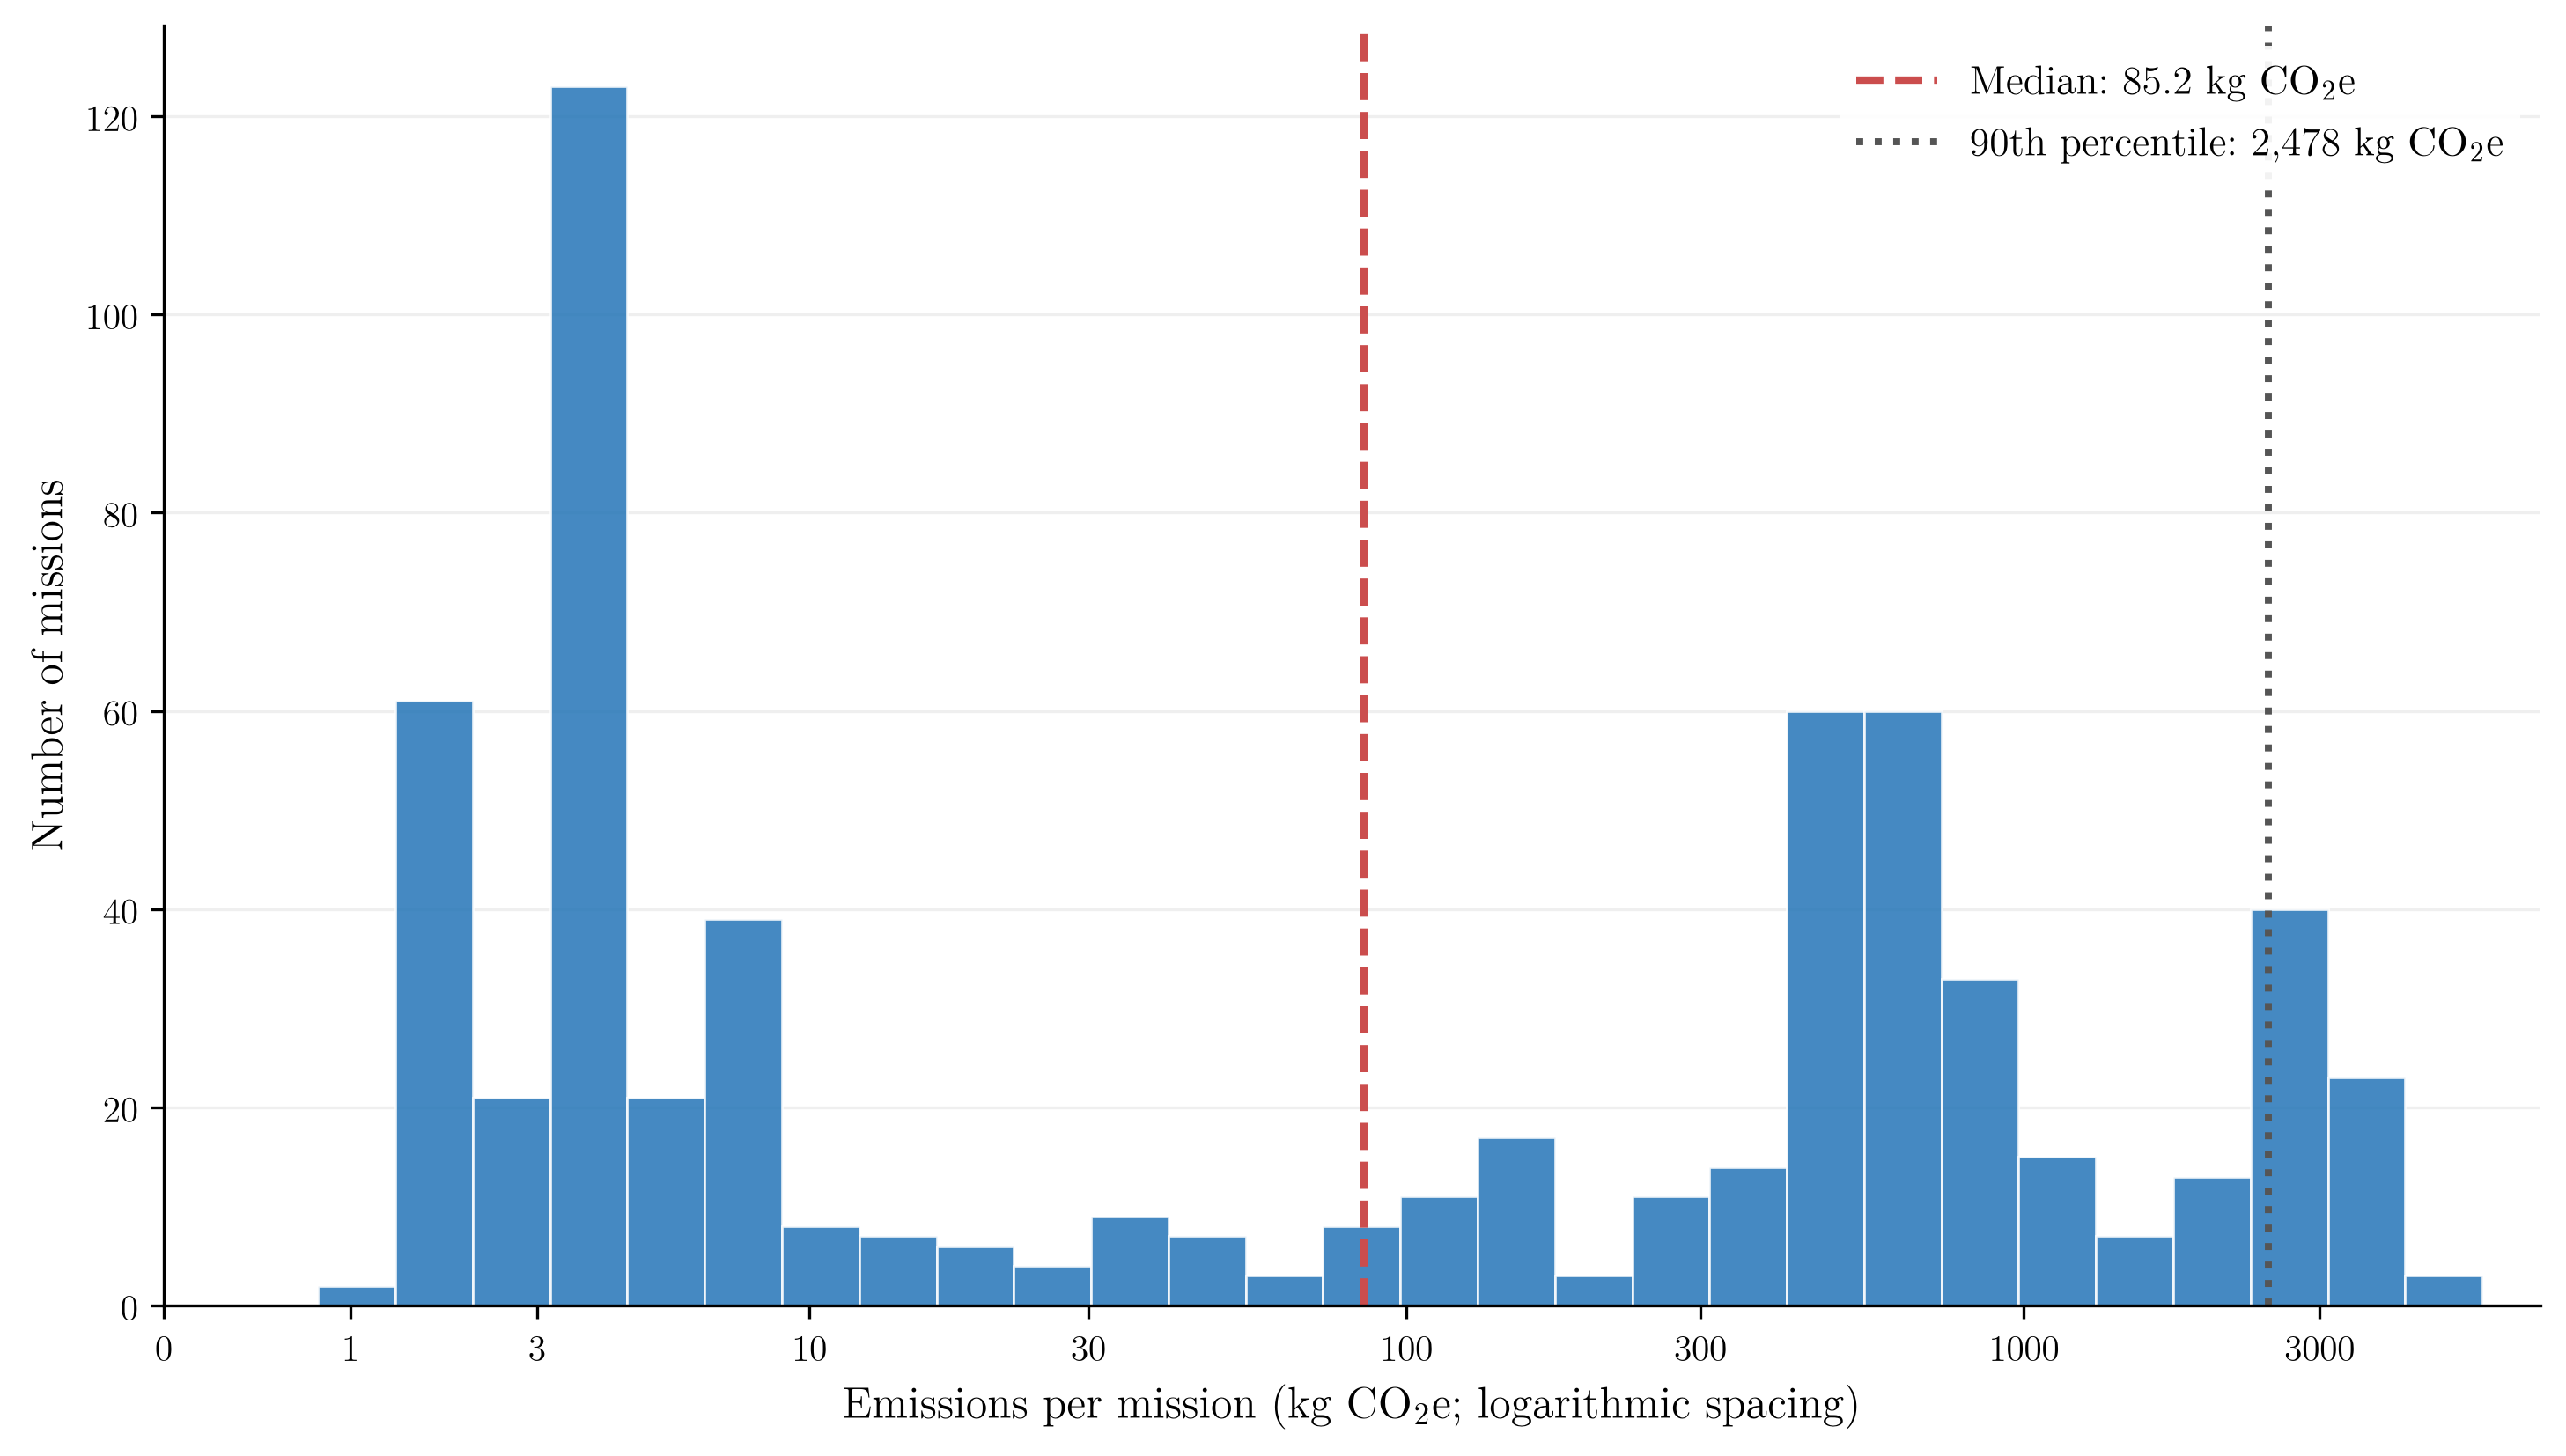 Median: 85.2 kg CO₂e
90th percentile: 2,478 kg CO₂e
Number of missions
120
100
80
60
40
20
0
0 1 3 10 30 100 300 1000 3000
Emissions per mission (kg CO₂e; logarithmic spacing)